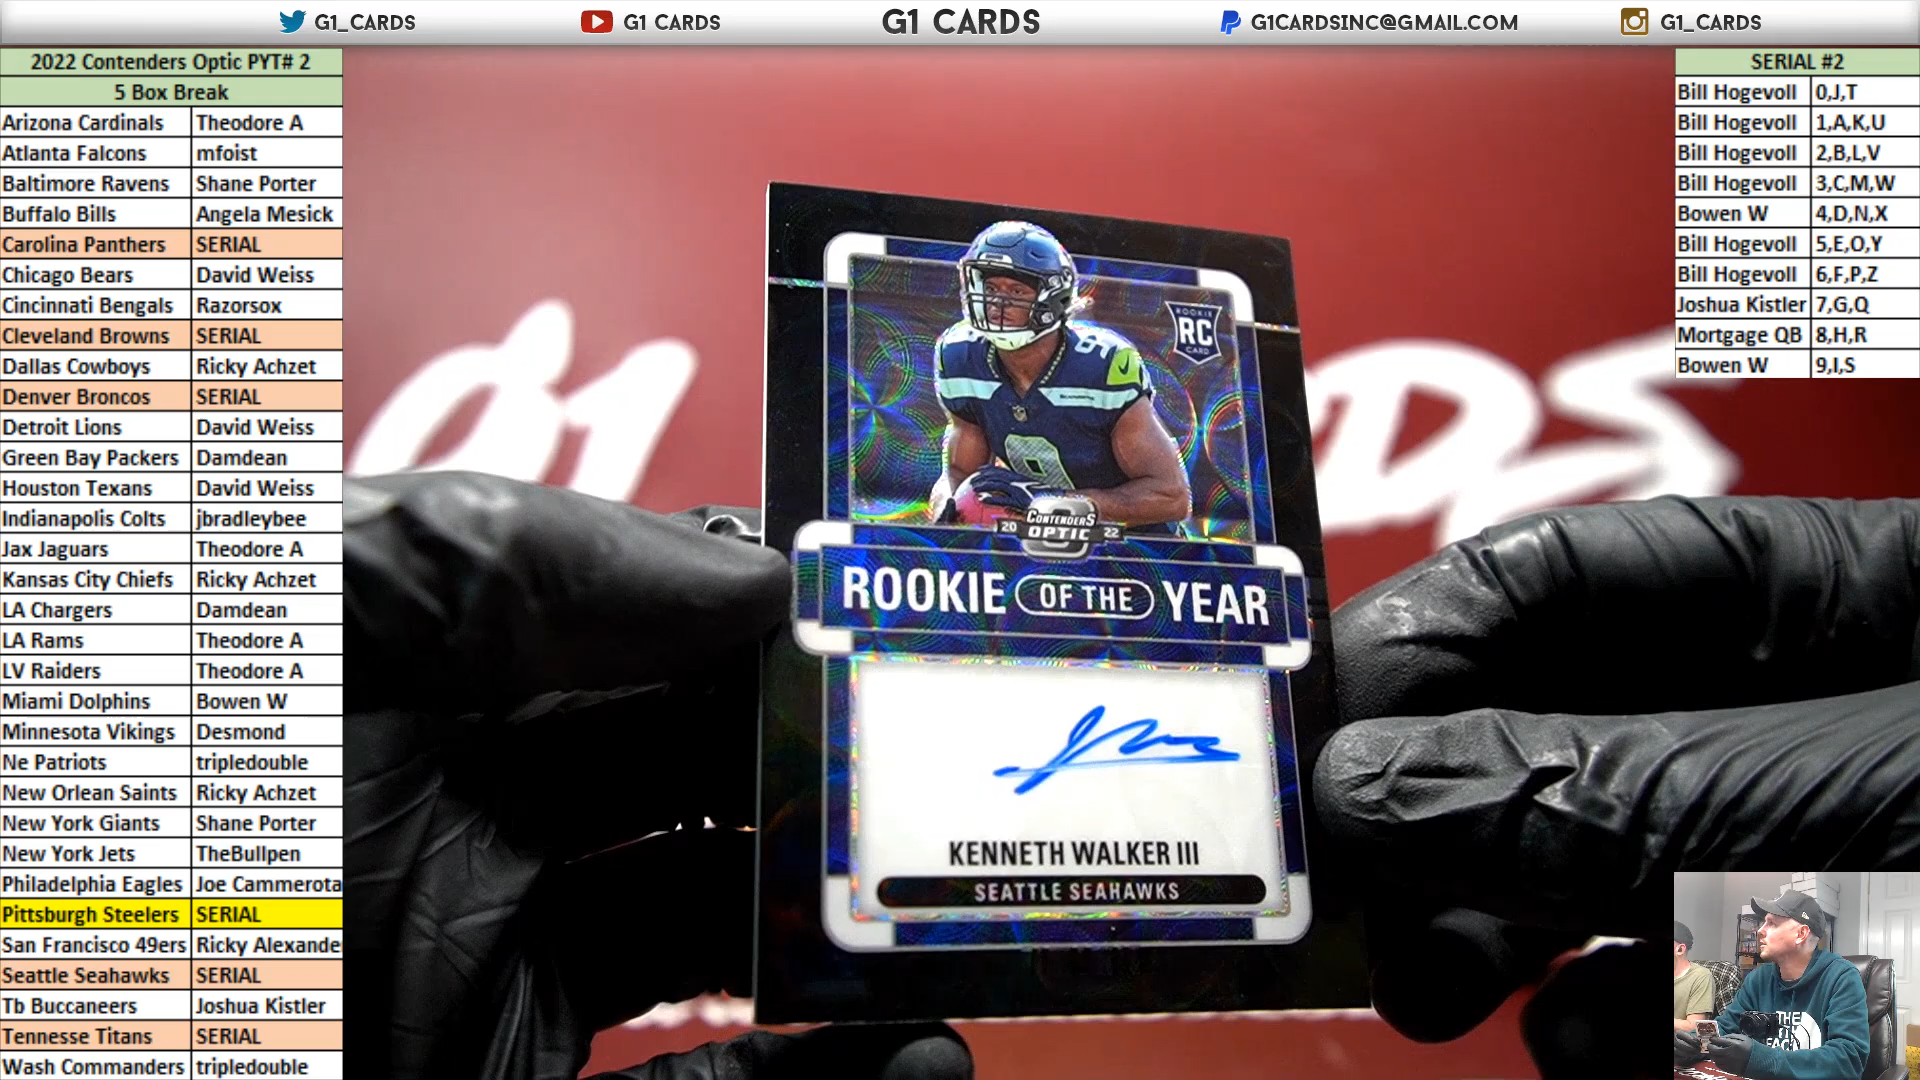 G1_CARDS
G1 CARDS
G1 CARDS
G1CARDSINC@GMAIL.COM
G1_CARDS
2022 Contenders Optic PYT# 2
5 Box Break
Arizona Cardinals Theodore A
Atlanta Falcons mfoist
Baltimore Ravens Shane Porter
Buffalo Bills Angela Mesick
Carolina Panthers SERIAL
Chicago Bears David Weiss
Cincinnati Bengals Razorsox
Cleveland Browns SERIAL
Dallas Cowboys Ricky Achzet
Denver Broncos SERIAL
Detroit Lions David Weiss
Green Bay Packers Damdean
Houston Texans David Weiss
Indianapolis Colts jbradleybee
Jax Jaguars Theodore A
Kansas City Chiefs Ricky Achzet
LA Chargers Damdean
LA Rams Theodore A
LV Raiders Theodore A
Miami Dolphins Bowen W
Minnesota Vikings Desmond
Ne Patriots tripledouble
New Orlean Saints Ricky Achzet
New York Giants Shane Porter
New York Jets TheBullpen
Philadelphia Eagles Joe Cammerota
Pittsburgh Steelers SERIAL
San Francisco 49ers Ricky Alexande
Seattle Seahawks SERIAL
Tb Buccaneers Joshua Kistler
Tennesse Titans SERIAL
Wash Commanders tripledouble
SERIAL #2
Bill Hogevoll 0,J,T
Bill Hogevoll 1,A,K,U
Bill Hogevoll 2,B,L,V
Bill Hogevoll 3,C,M,W
Bowen W 4,D,N,X
Bill Hogevoll 5,E,O,Y
Bill Hogevoll 6,F,P,Z
Joshua Kistler 7,G,Q
Mortgage QB 8,H,R
Bowen W 9,I,S
ROOKIE
RC
CARD
9
9
20 CONTENDERS 22
OPTIC
ROOKIE OF THE YEAR
KENNETH WALKER III
SEATTLE SEAHAWKS
G1
RDS
THE